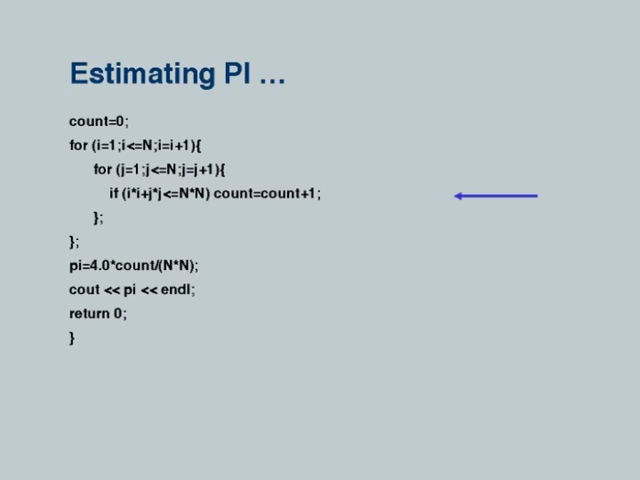 Estimating PI …
count=0;
for (i=1;i<=N;i=i+1){
for (j=1;j<=N;j=j+1){
if (i*i+j*j<=N*N) count=count+1;
};
};
pi=4.0*count/(N*N);
cout << pi << endl;
return 0;
}